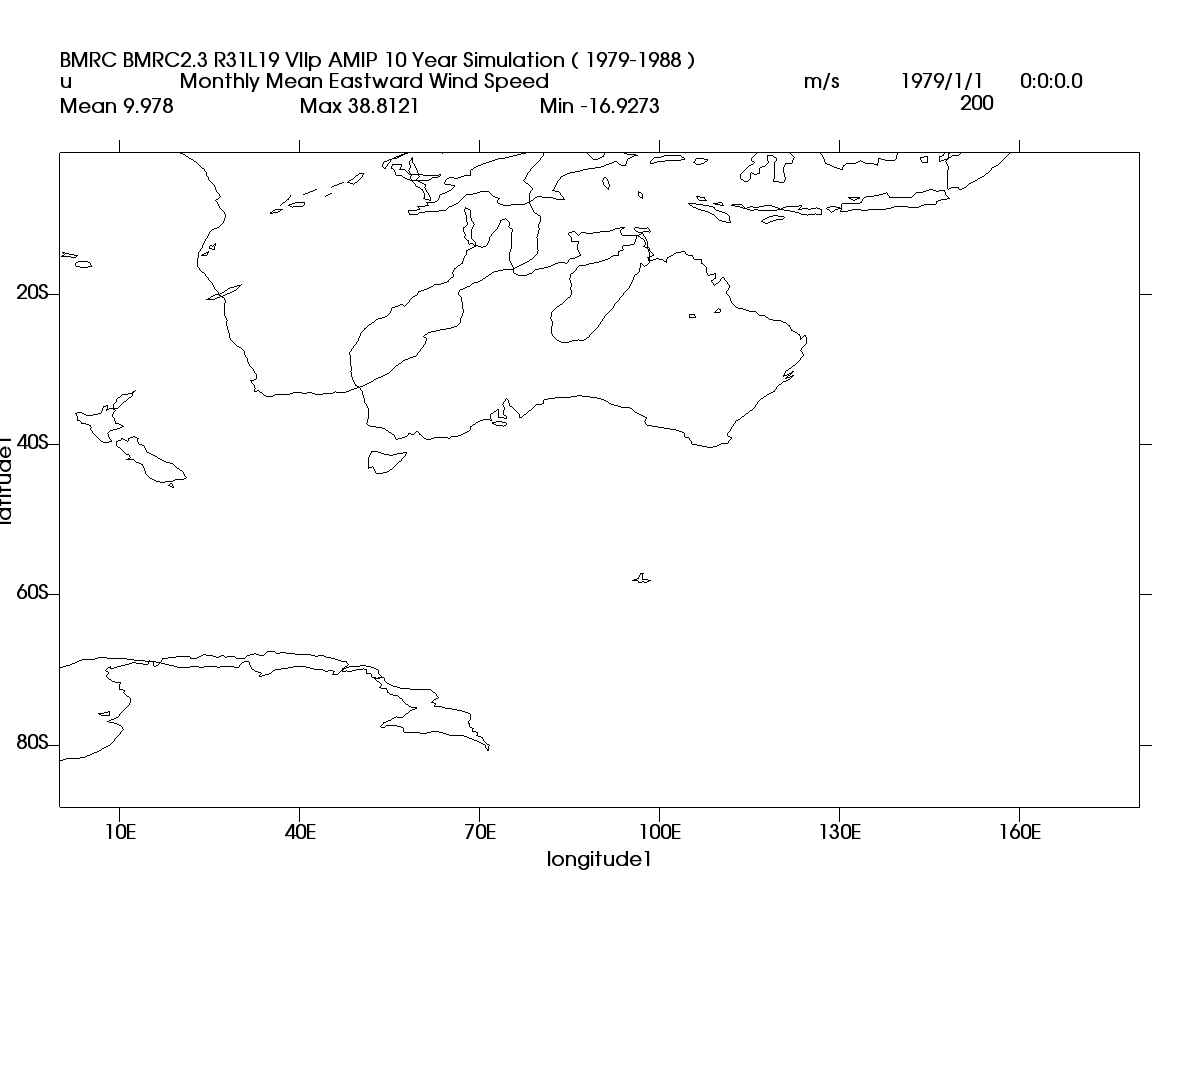 BMRC BMRC2.3 R31L19 VIIp AMIP 10 Year Simulation ( 1979-1988 )
u Monthly Mean Eastward Wind Speed m/s 1979/1/1 0:0:0.0
Mean 9.978 Max 38.8121 Min -16.9273 200
20S
40S
latitude1
60S
80S
10E 40E 70E 100E 130E 160E
longitude1